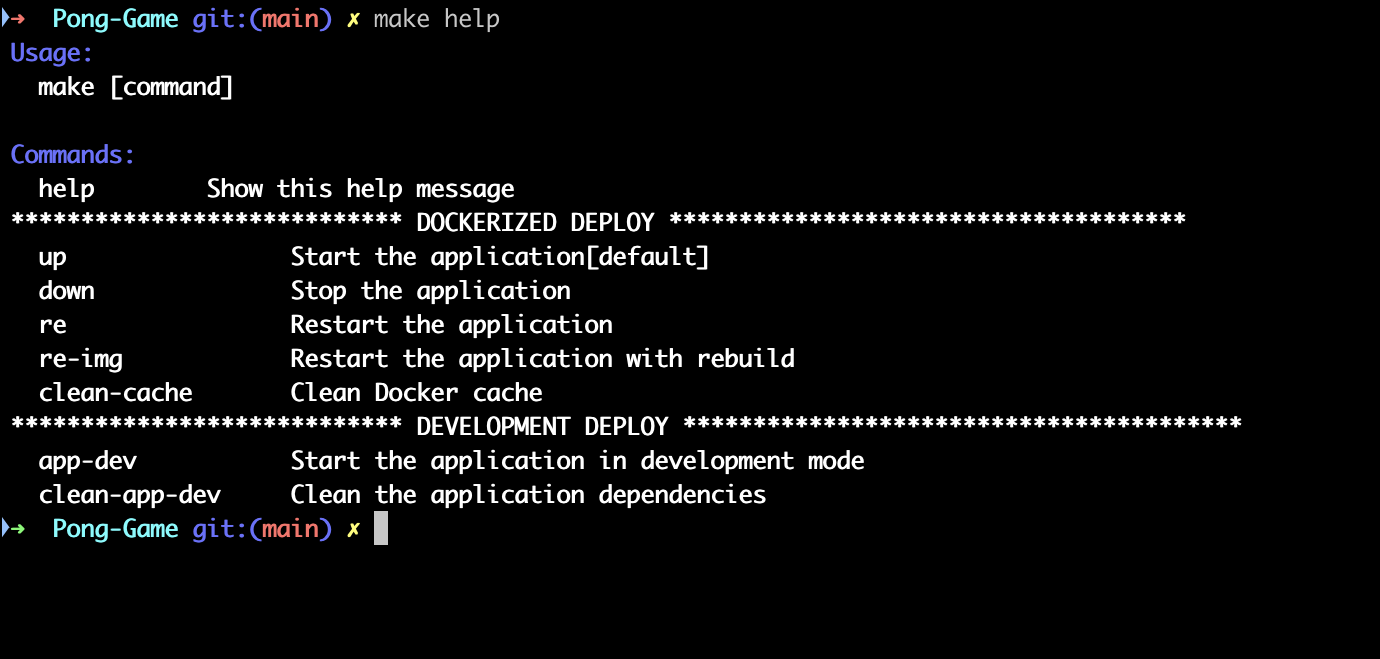 ➜  Pong-Game git:(main) ✗ make help
Usage:
  make [command]

Commands:
  help        Show this help message
**************************** DOCKERIZED DEPLOY *************************************
  up                Start the application[default]
  down              Stop the application
  re                Restart the application
  re-img            Restart the application with rebuild
  clean-cache       Clean Docker cache
**************************** DEVELOPMENT DEPLOY ****************************************
  app-dev           Start the application in development mode
  clean-app-dev     Clean the application dependencies
➜  Pong-Game git:(main) ✗